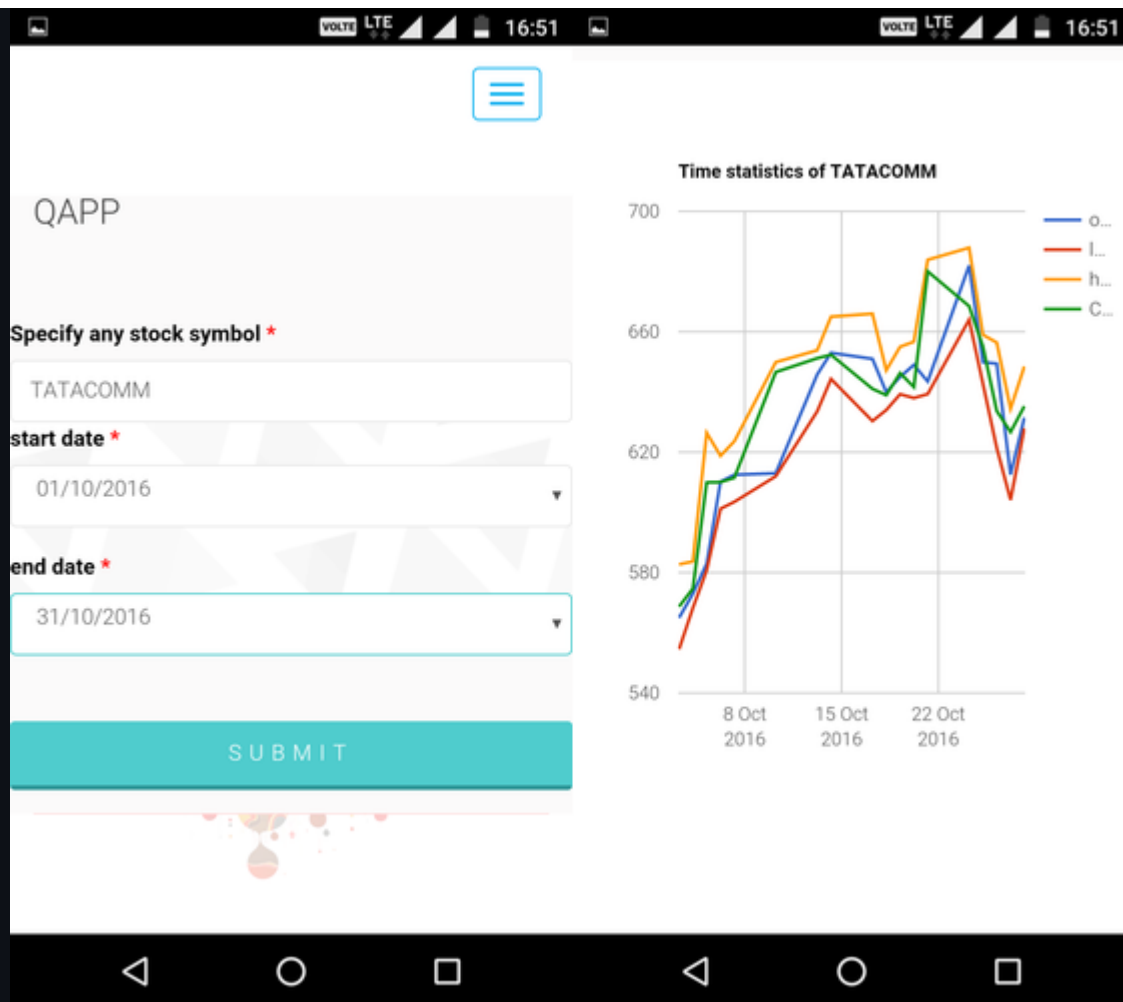 VOLTE LTE 16:51
QAPP
Specify any stock symbol *
TATACOMM
start date *
01/10/2016
end date *
31/10/2016
SUBMIT
VOLTE LTE 16:51
Time statistics of TATACOMM
700
660
620
580
540
8 Oct
2016
15 Oct
2016
22 Oct
2016
o...
l...
h...
C...